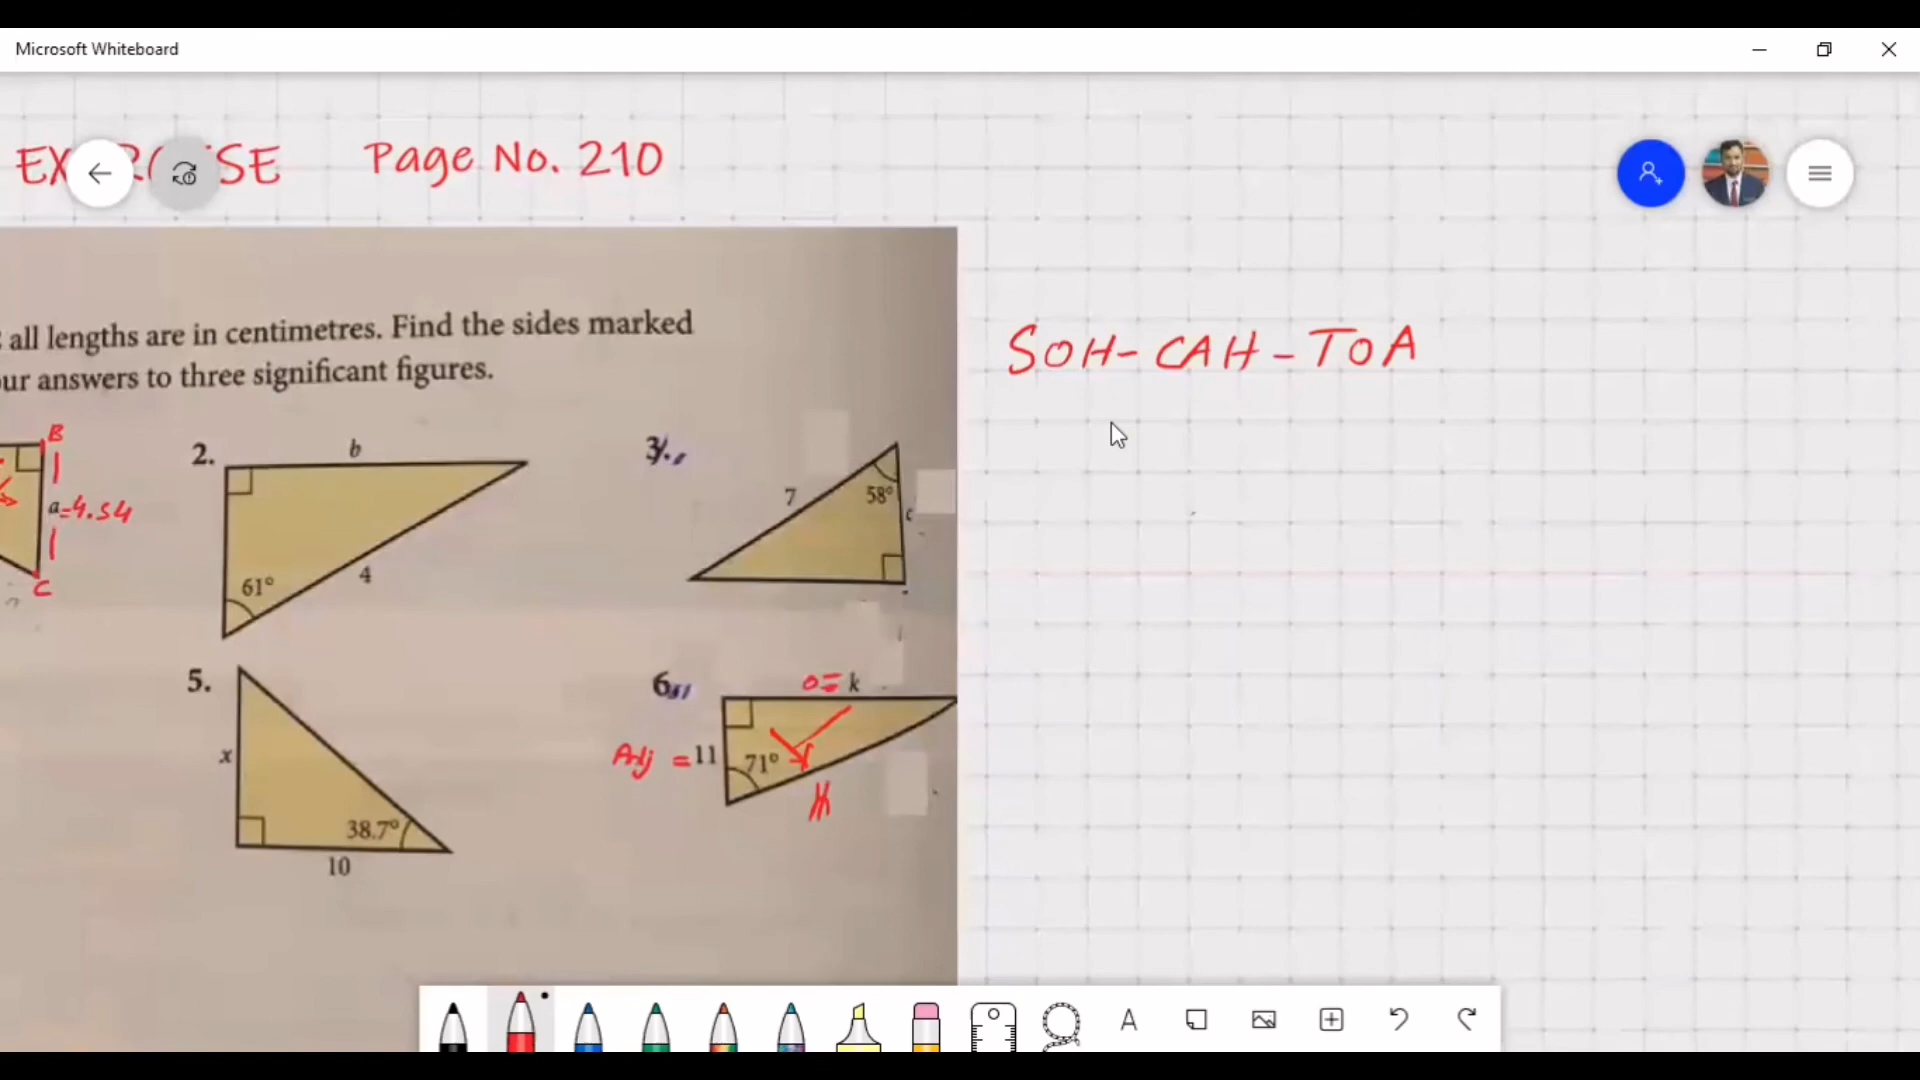 Microsoft Whiteboard
Page No. 210
all lengths are in centimetres. Find the sides marked
answers to three significant figures.
SOH-CAH-TOA
B
a=4.54
C
2.
b
61°
4
3.
7
58°
c
5.
x
38.7°
10
6.
O= k
Adj = 11
71°
H
A